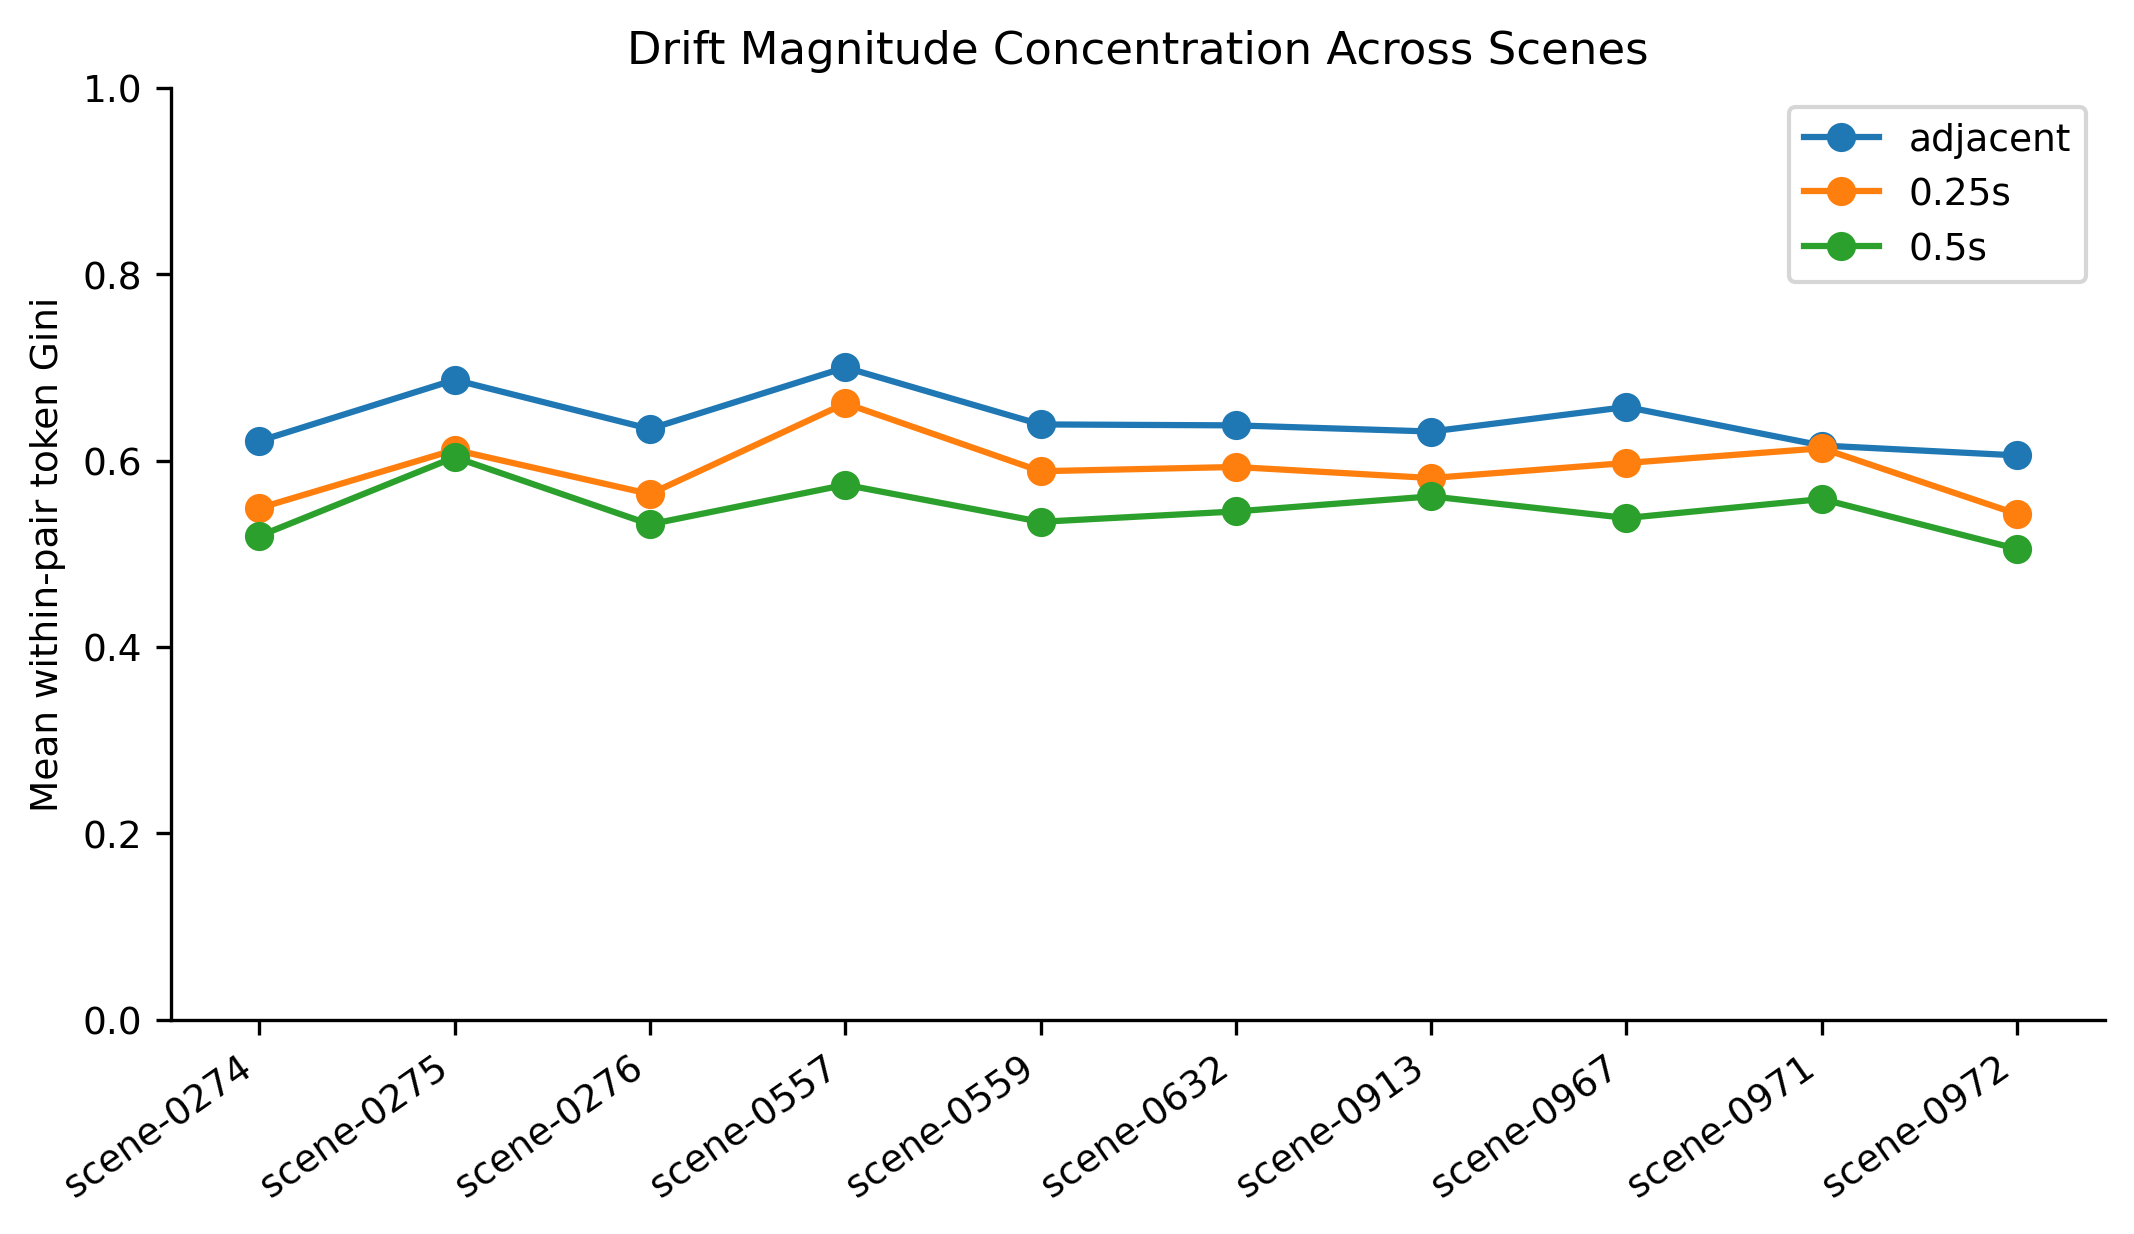 Drift Magnitude Concentration Across Scenes
Mean within-pair token Gini
1.0
0.8
0.6
0.4
0.2
0.0
adjacent
0.25s
0.5s
scene-0274
scene-0275
scene-0276
scene-0557
scene-0559
scene-0632
scene-0913
scene-0967
scene-0971
scene-0972